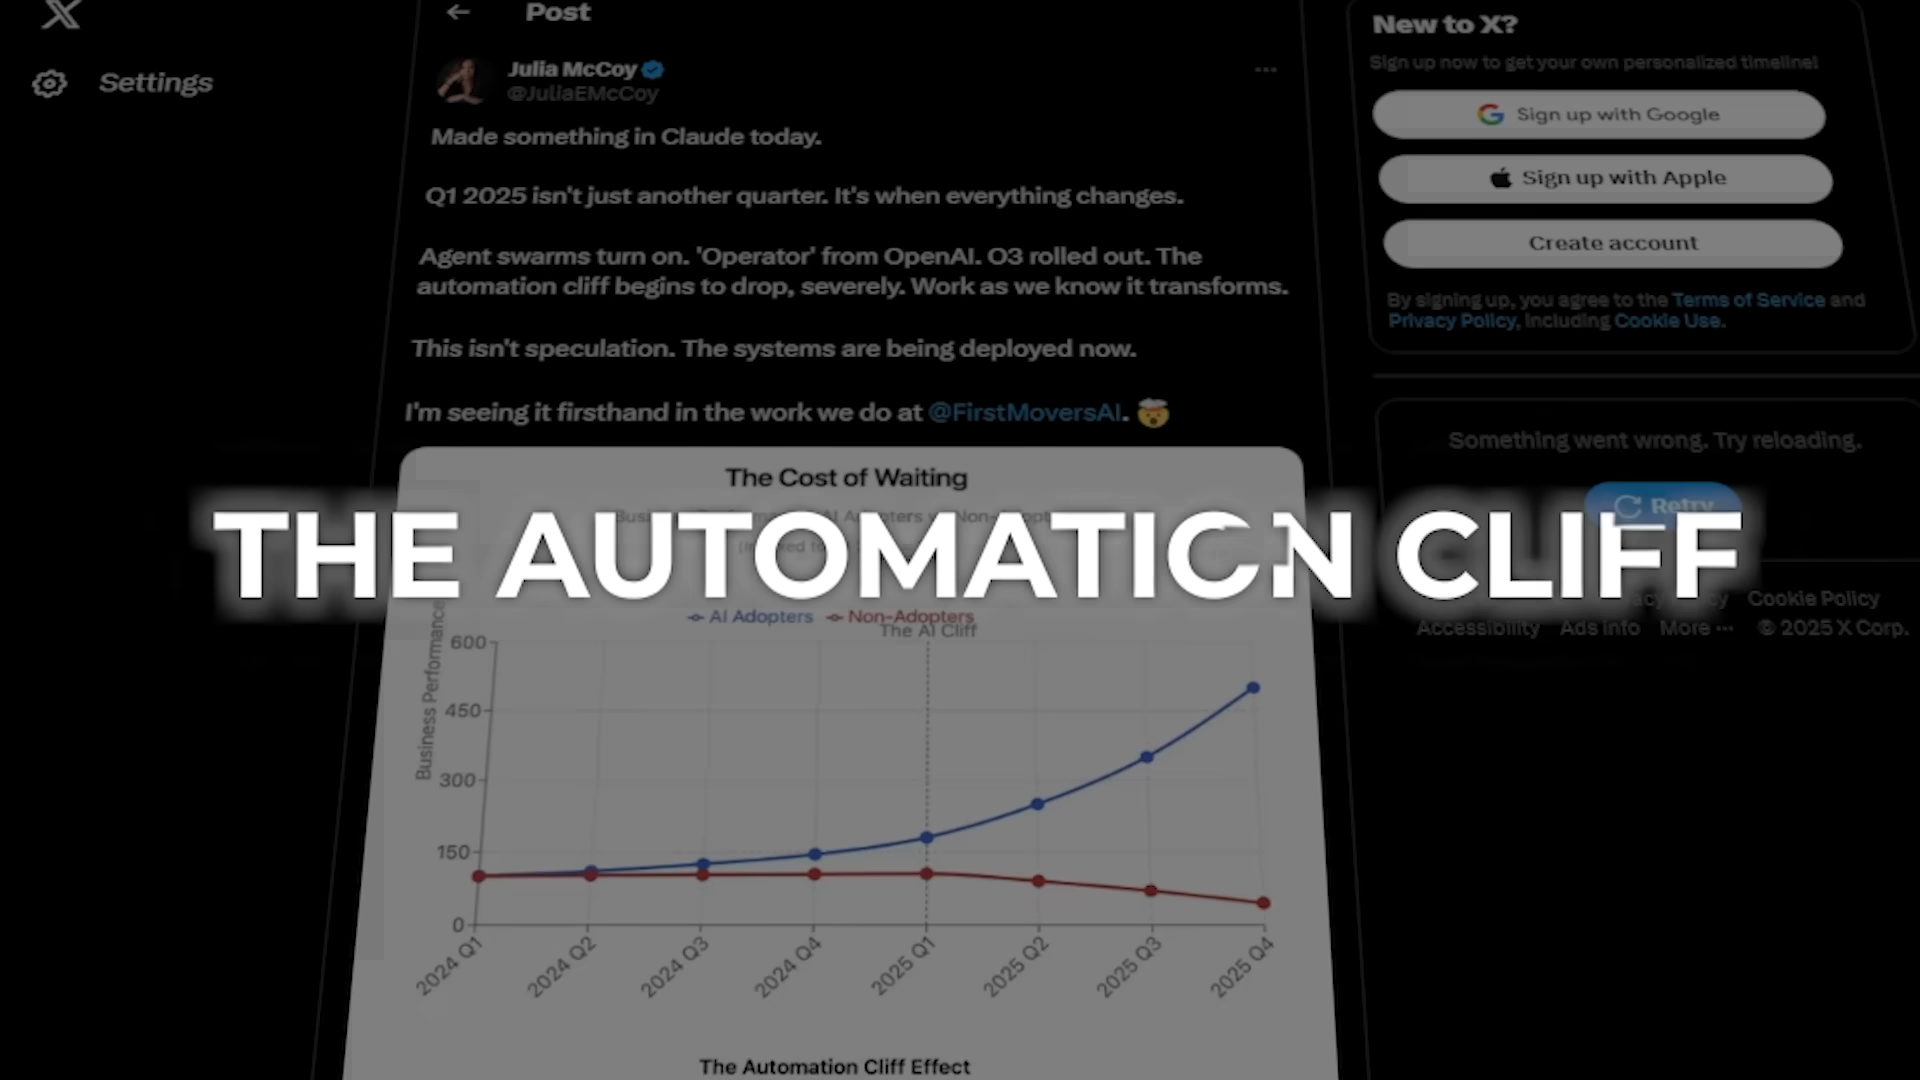 Settings
Post
Julia McCoy
@JuliaEMcCoy
Made something in Claude today.
Q1 2025 isn't just another quarter. It's when everything changes.
Agent swarms turn on. 'Operator' from OpenAI. O3 rolled out. The
automation cliff begins to drop, severely. Work as we know it transforms.
This isn't speculation. The systems are being deployed now.
I'm seeing it firsthand in the work we do at @FirstMoversAI. 🤯
The Cost of Waiting
THE AUTOMATION CLIFF
AI Adopters
Non-Adopters
The AI Cliff
Business Performance
600
450
300
150
0
2024 Q1
2024 Q2
2024 Q3
2024 Q4
2025 Q1
2025 Q2
2025 Q3
2025 Q4
The Automation Cliff Effect
New to X?
Sign up now to get your own personalized timeline!
Sign up with Google
Sign up with Apple
Create account
By signing up, you agree to the Terms of Service and
Privacy Policy, including Cookie Use.
Something went wrong. Try reloading.
Retry
Cookie Policy
Accessibility Ads info More ··· © 2025 X Corp.